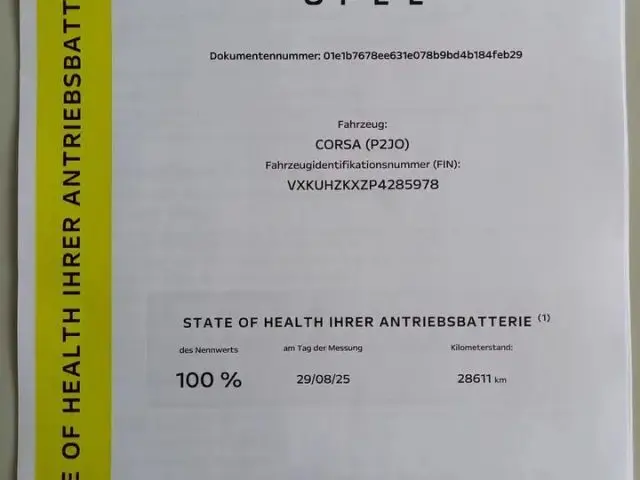 Dokumentennummer: 01e1b7678ee631e078b9bd4b184feb29
Fahrzeug:
CORSA (P2JO)
Fahrzeugidentifikationsnummer (FIN):
VXKUHZKXZP4285978
STATE OF HEALTH IHRER ANTRIEBSBATTERIE (1)
des Nennwerts
am Tag der Messung
Kilometerstand:
100 %
29/08/25
28611 km
OF HEALTH IHRER